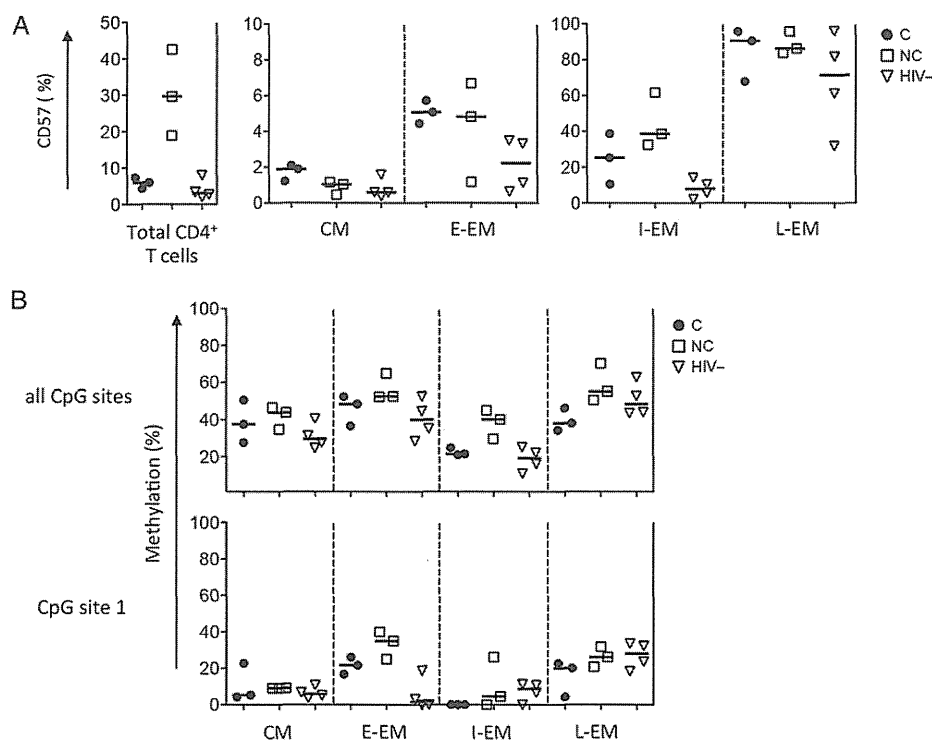 A
CD57 (%)
50
40
30
20
10
0
Total CD4+
T cells
10
8
6
4
2
0
CM
E-EM
100
80
60
40
20
0
I-EM
L-EM
C
NC
HIV–
B
Methylation (%)
all CpG sites
100
80
60
40
20
C
NC
HIV–
CpG site 1
100
80
60
40
20
0
CM
E-EM
I-EM
L-EM